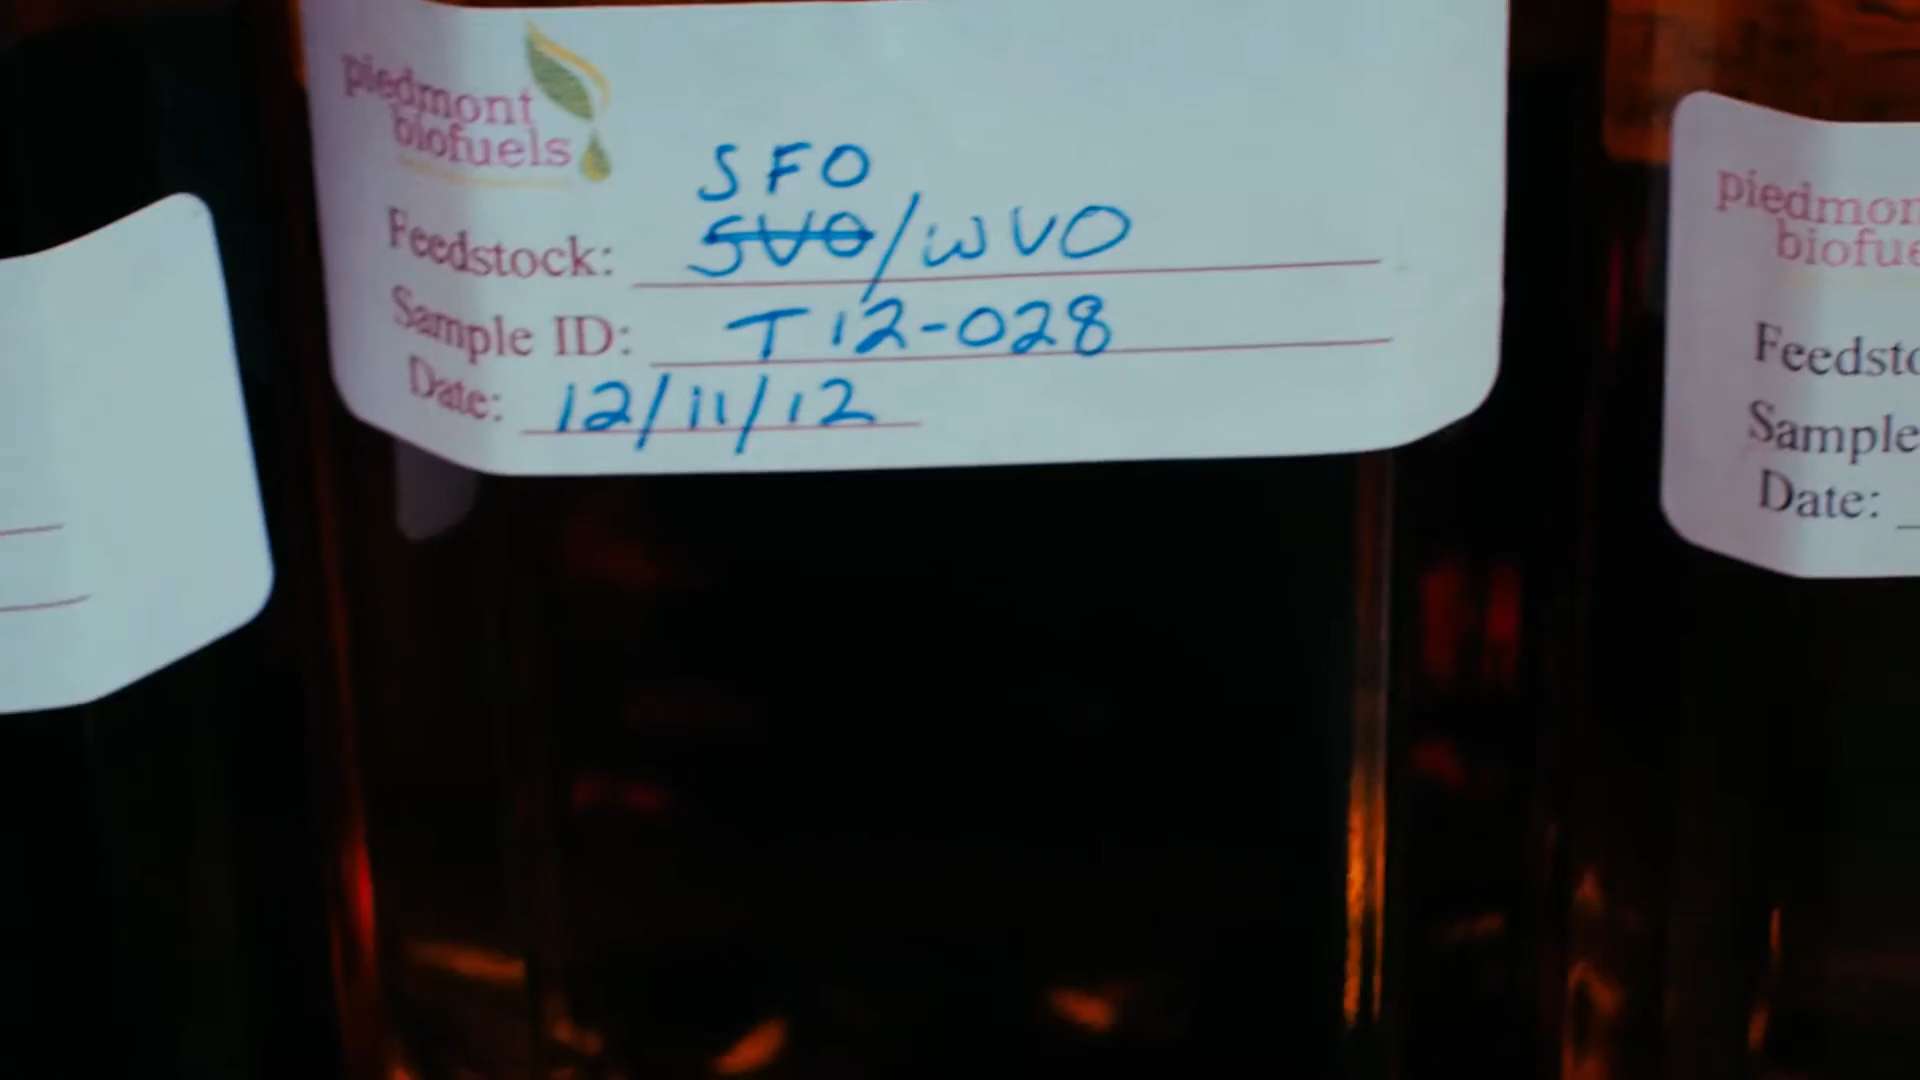 piedmont
biofuels
SFO
Feedstock: SVO/WVO
Sample ID: T12-028
Date: 12/11/12
piedmon
biofue
Feedsto
Sample
Date: